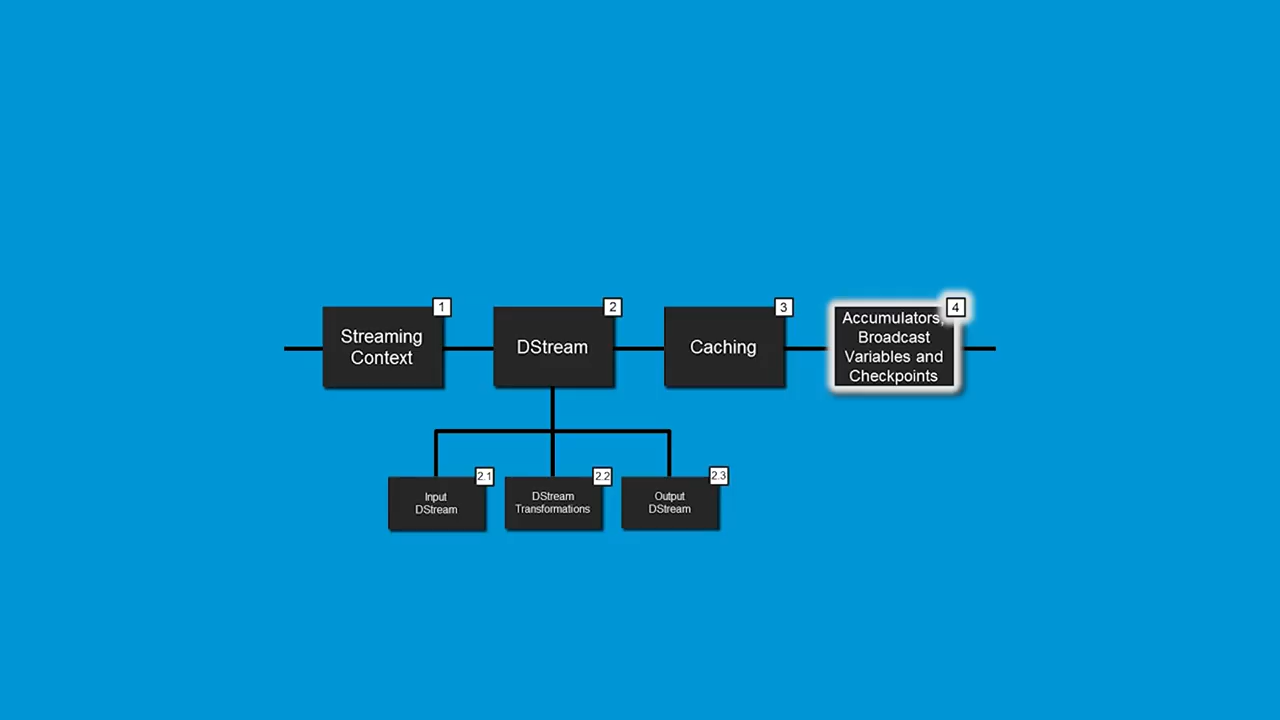 1
Streaming
Context
2
DStream
3
Caching
4
Accumulators,
Broadcast
Variables and
Checkpoints
2.1
Input
DStream
2.2
DStream
Transformations
2.3
Output
DStream